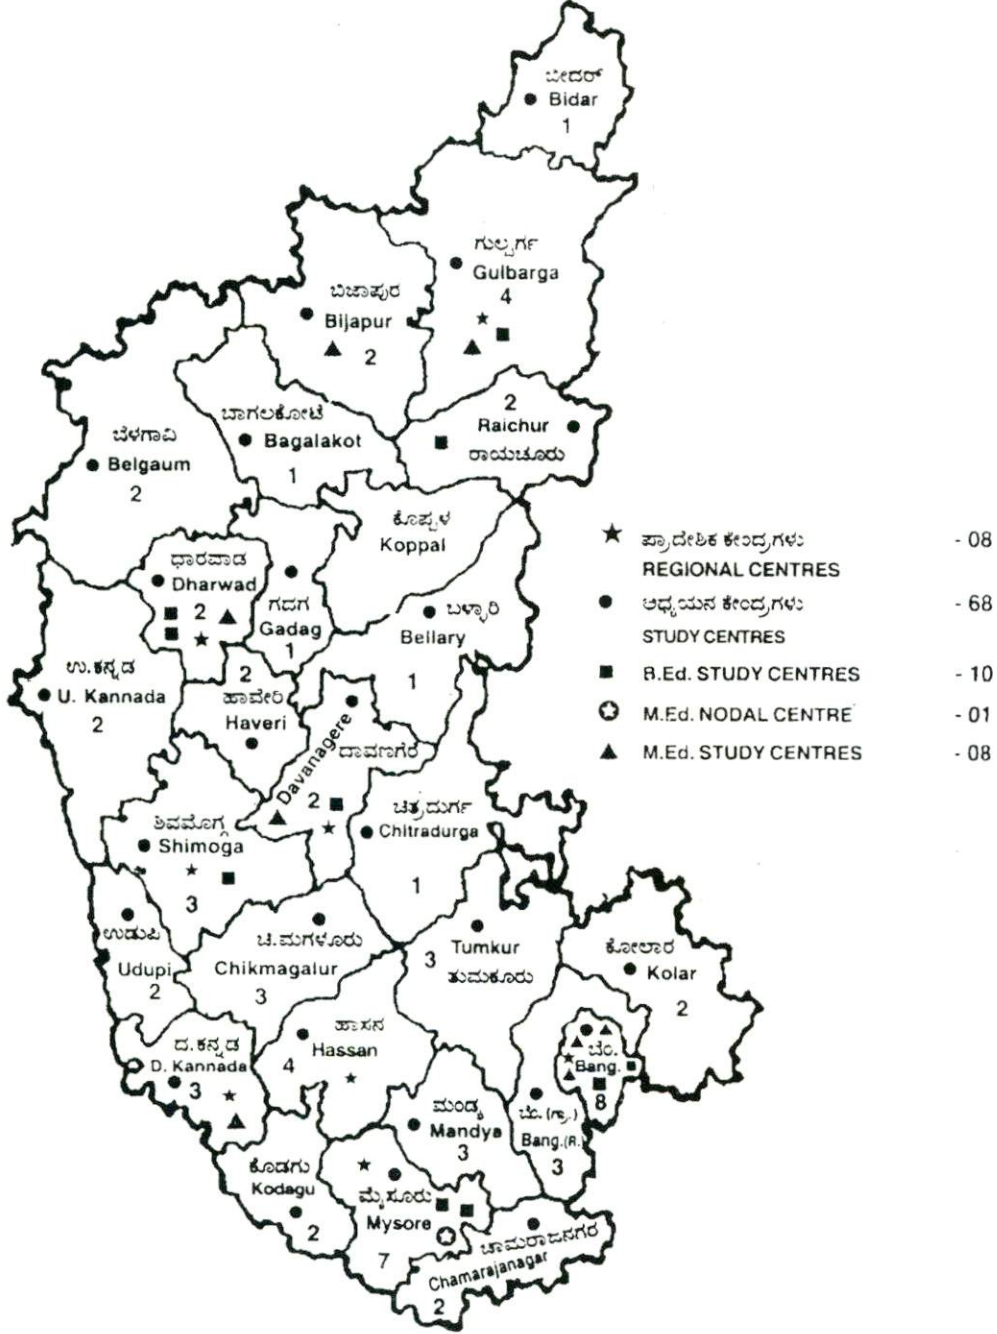 ಬೀದರ್
Bidar
1
ಗುಲ್ಬರ್ಗ
Gulbarga
4
ಬಿಜಾಪುರ
Bijapur
2
2
Raichur
ರಾಯಚೂರು
ಬಾಗಲಕೋಟೆ
Bagalakot
1
ಬೆಳಗಾವಿ
Belgaum
2
ಕೊಪ್ಪಳ
Koppal
ಧಾರವಾಡ
Dharwad
2
ಗದಗ
Gadag
1
ಬಳ್ಳಾರಿ
Bellary
1
ಉ.ಕನ್ನಡ
U. Kannada
2
2
ಹಾವೇರಿ
Haveri
ದಾವಣಗೆರೆ
Davanagere
2
ಚಿತ್ರದುರ್ಗ
Chitradurga
1
ಶಿವಮೊಗ್ಗ
Shimoga
3
ಉಡುಪಿ
Udupi
2
ಚಿ.ಮಗಳೂರು
Chikmagalur
3
3
Tumkur
ತುಮಕೂರು
ಕೋಲಾರ
Kolar
2
ದ.ಕನ್ನಡ
D. Kannada
3
ಹಾಸನ
Hassan
4
ಬೆಂ.
Bang.
8
ಬೆಂ.(ಗ್ರಾ.)
Bang.(R.)
3
ಮಂಡ್ಯ
Mandya
3
ಕೊಡಗು
Kodagu
2
ಮೈಸೂರು
Mysore
7
ಚಾಮರಾಜನಗರ
Chamarajanagar
2
ಪ್ರಾದೇಶಿಕ ಕೇಂದ್ರಗಳು - 08
REGIONAL CENTRES
ಅಧ್ಯಯನ ಕೇಂದ್ರಗಳು - 68
STUDY CENTRES
B.Ed. STUDY CENTRES - 10
M.Ed. NODAL CENTRE - 01
M.Ed. STUDY CENTRES - 08